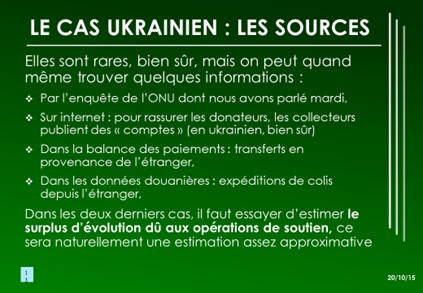 LE CAS UKRAINIEN : LES SOURCES
Elles sont rares, bien sûr, mais on peut quand
même trouver quelques informations :
❖ Par l’enquête de l’ONU dont nous avons parlé mardi,
❖ Sur internet : pour rassurer les donateurs, les collecteurs
publient des « comptes » (en ukrainien, bien sûr)
❖ Dans la balance des paiements : transferts en
provenance de l’étranger,
❖ Dans les données douanières : expéditions de colis
depuis l’étranger,
Dans les deux derniers cas, il faut essayer d’estimer le
surplus d’évolution dû aux opérations de soutien, ce
sera naturellement une estimation assez approximative
20/10/15